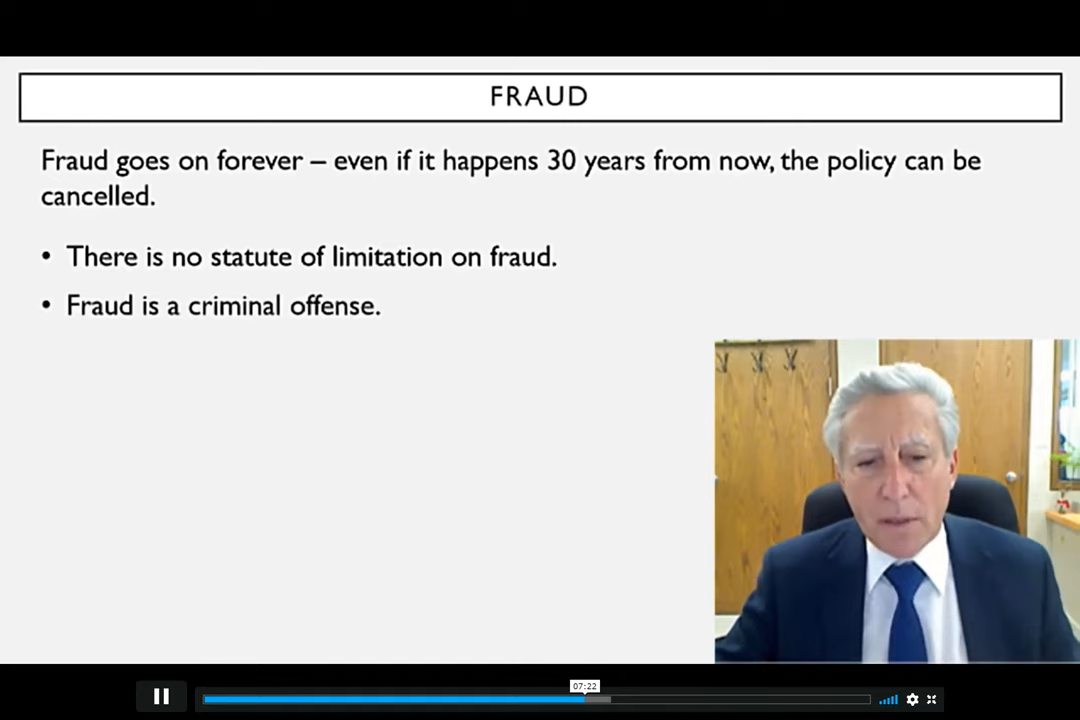 FRAUD
Fraud goes on forever – even if it happens 30 years from now, the policy can be
cancelled.
• There is no statute of limitation on fraud.
• Fraud is a criminal offense.
07:22